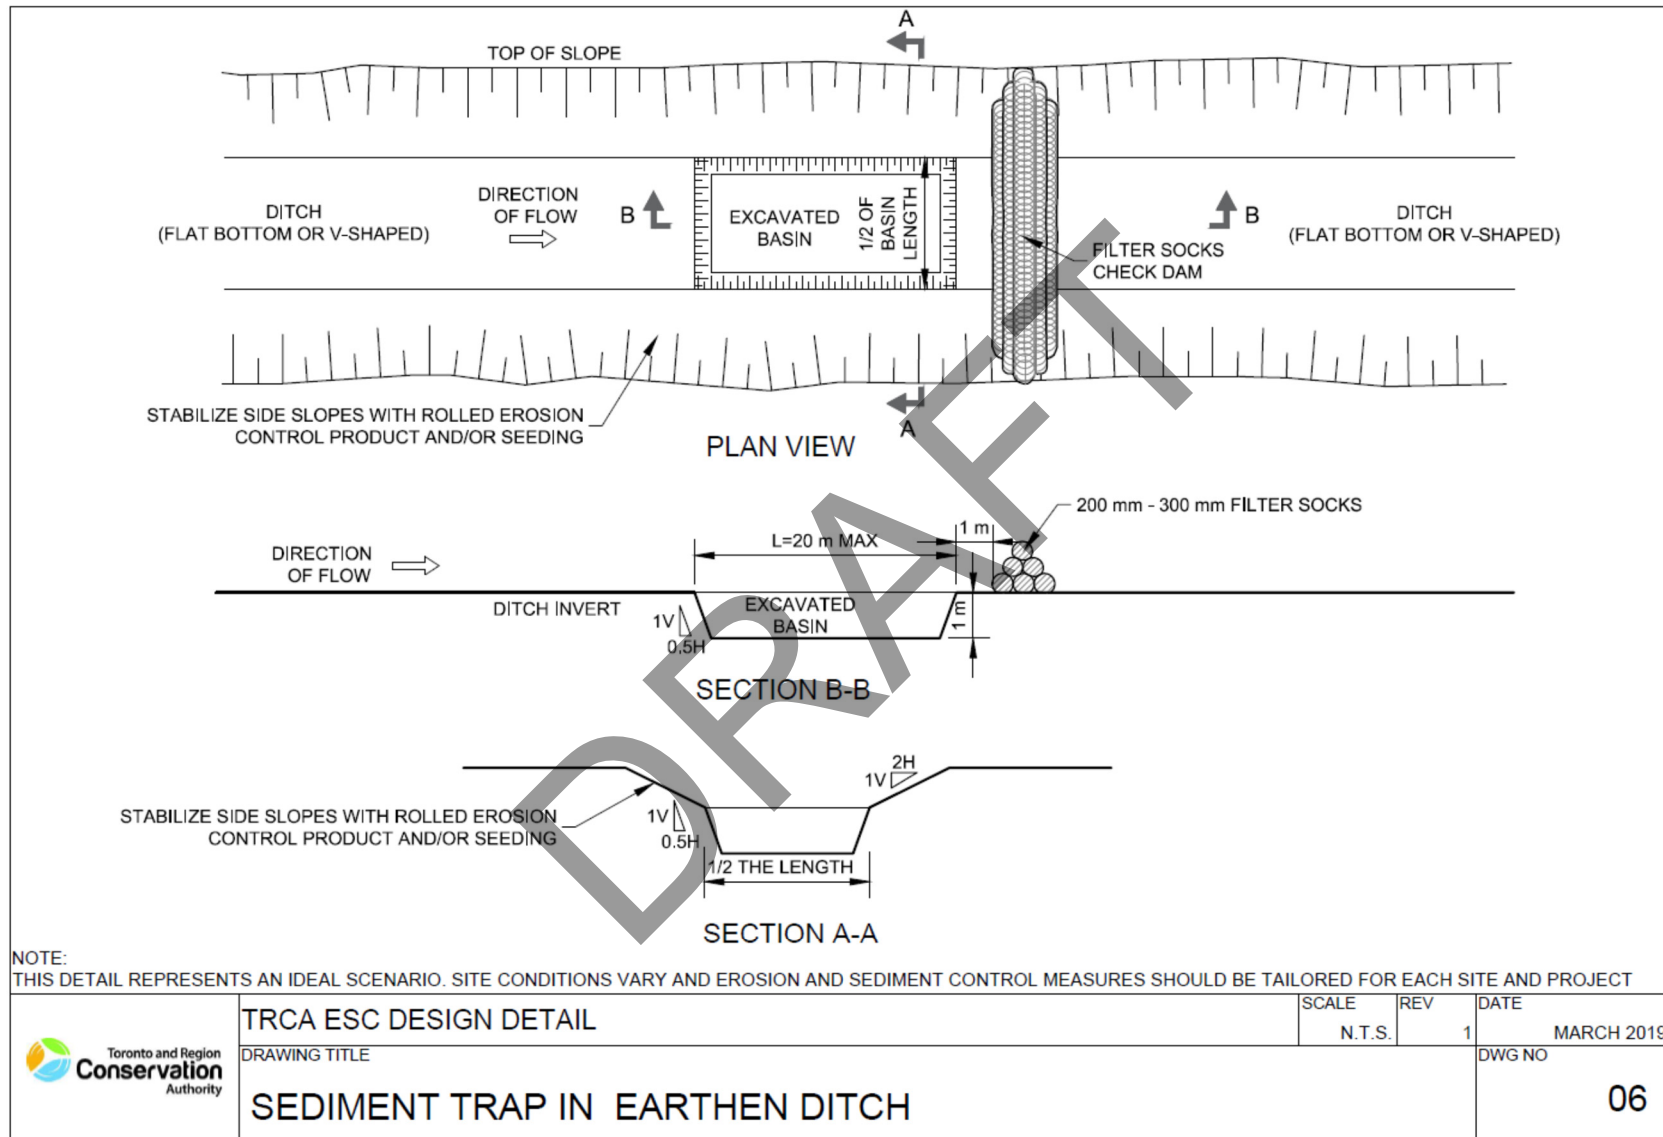 A
TOP OF SLOPE
DITCH
(FLAT BOTTOM OR V-SHAPED)
DIRECTION
OF FLOW
B
EXCAVATED
BASIN
1/2 OF
BASIN
LENGTH
FILTER SOCKS
CHECK DAM
B
DITCH
(FLAT BOTTOM OR V-SHAPED)
STABILIZE SIDE SLOPES WITH ROLLED EROSION
CONTROL PRODUCT AND/OR SEEDING
A
PLAN VIEW
200 mm - 300 mm FILTER SOCKS
1 m
L=20 m MAX
DIRECTION
OF FLOW
DITCH INVERT
1V
0.5H
EXCAVATED
BASIN
1 m
SECTION B-B
2H
1V
STABILIZE SIDE SLOPES WITH ROLLED EROSION
CONTROL PRODUCT AND/OR SEEDING
1V
0.5H
1/2 THE LENGTH
SECTION A-A
DRAFT
NOTE:
THIS DETAIL REPRESENTS AN IDEAL SCENARIO. SITE CONDITIONS VARY AND EROSION AND SEDIMENT CONTROL MEASURES SHOULD BE TAILORED FOR EACH SITE AND PROJECT
Toronto and Region
Conservation
Authority
TRCA ESC DESIGN DETAIL
SCALE
N.T.S.
REV
1
DATE
MARCH 2019
DRAWING TITLE
SEDIMENT TRAP IN EARTHEN DITCH
DWG NO
06